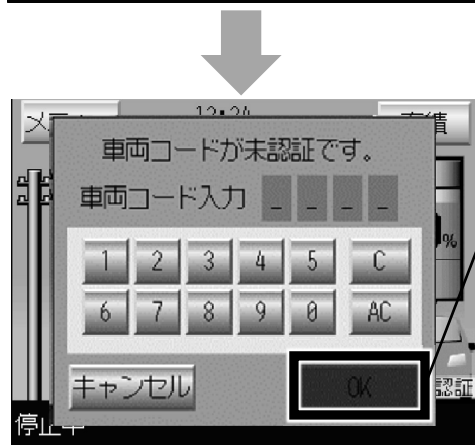 12:24
車両コードが未認証です。
車両コード入力 _ _ _ _
1 2 3 4 5 C
6 7 8 9 0 AC
%
キャンセル OK
認証
停止中